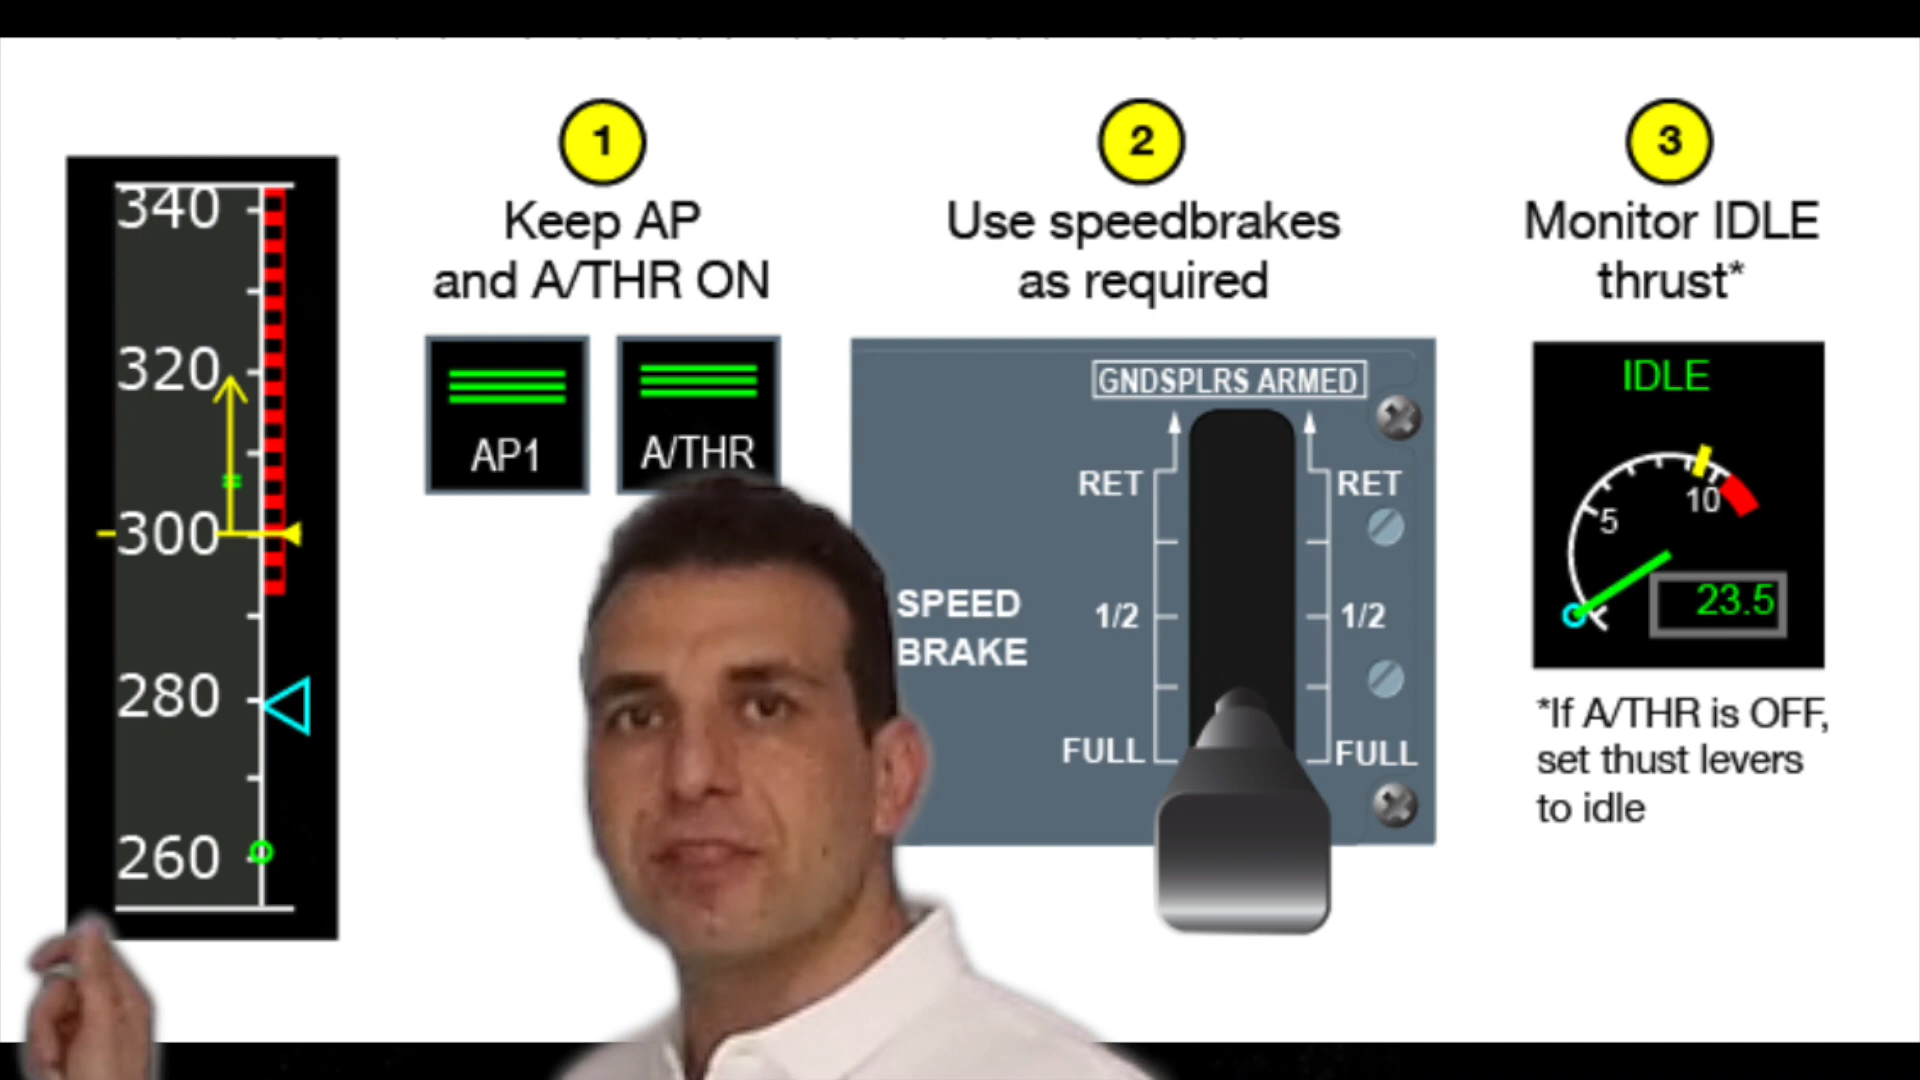 340
320
300
280
260
1
Keep AP
and A/THR ON
AP1
A/THR
2
Use speedbrakes
as required
GNDSPLRS ARMED
RET RET
SPEED
BRAKE
1/2 1/2
FULL FULL
3
Monitor IDLE
thrust*
IDLE
5
10
23.5
*If A/THR is OFF,
set thust levers
to idle